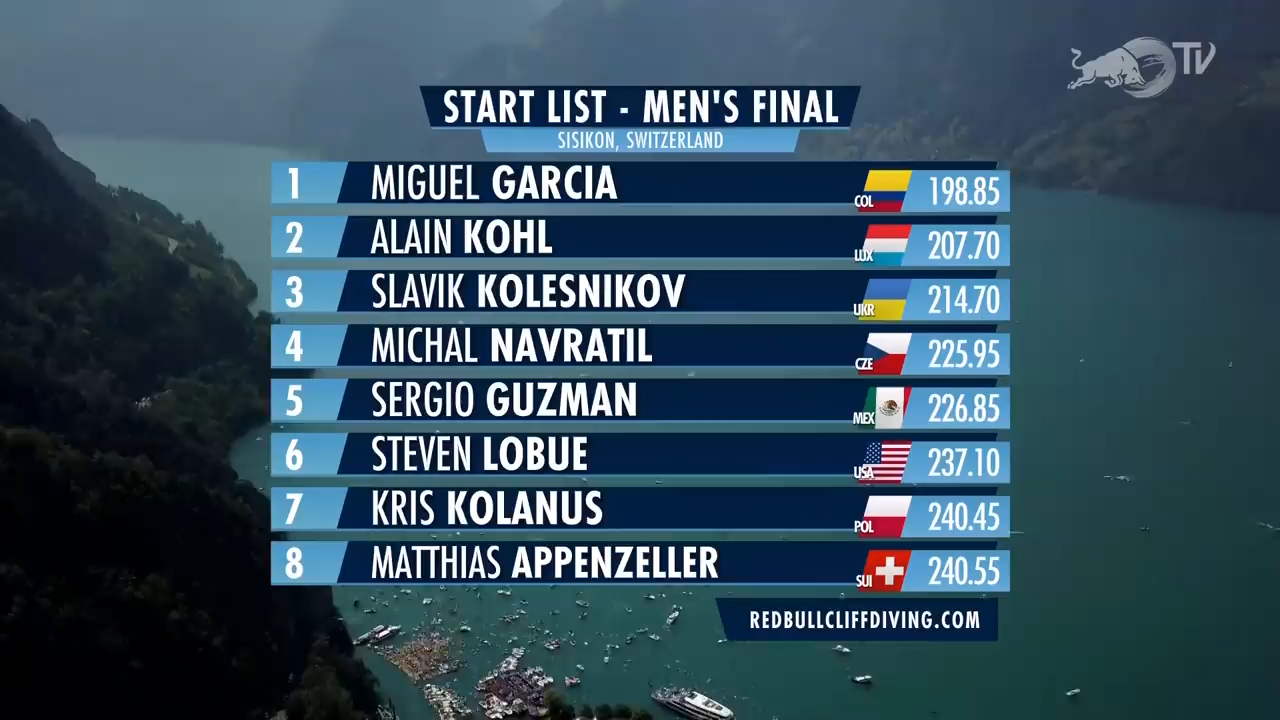 TV
START LIST - MEN'S FINAL
SISIKON, SWITZERLAND
1 MIGUEL GARCIA COL 198.85
2 ALAIN KOHL LUX 207.70
3 SLAVIK KOLESNIKOV UKR 214.70
4 MICHAL NAVRATIL CZE 225.95
5 SERGIO GUZMAN MEX 226.85
6 STEVEN LOBUE USA 237.10
7 KRIS KOLANUS POL 240.45
8 MATTHIAS APPENZELLER SUI 240.55
REDBULLCLIFFDIVING.COM